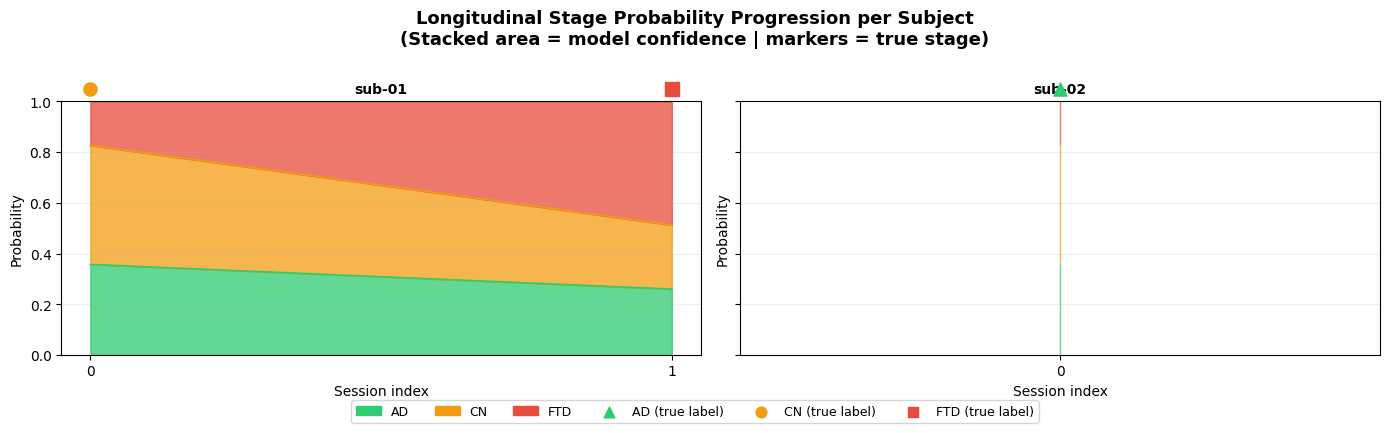 Longitudinal Stage Probability Progression per Subject
(Stacked area = model confidence | markers = true stage)
sub-01
sub-02
1.0
0.8
0.6
0.4
0.2
0.0
Probability
Probability
0
1
0
Session index
Session index
AD
CN
FTD
AD (true label)
CN (true label)
FTD (true label)